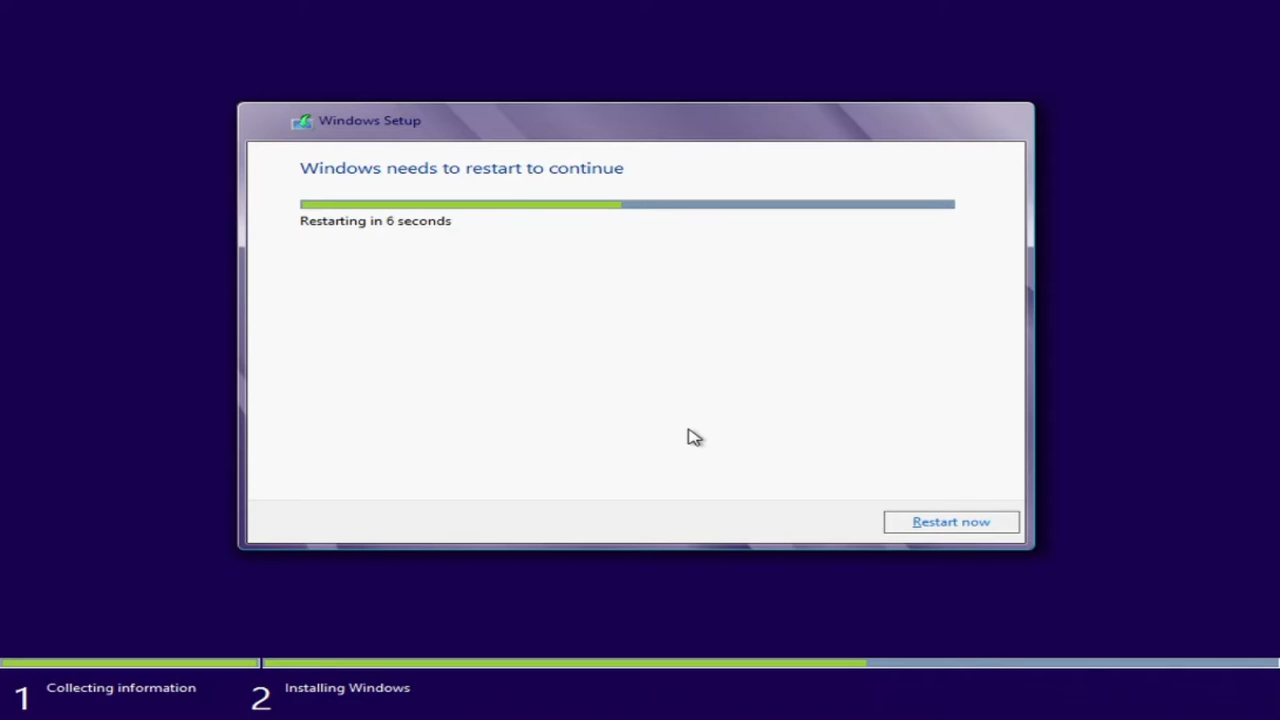 Windows Setup
Windows needs to restart to continue
Restarting in 6 seconds
Restart now
1 Collecting information
2 Installing Windows